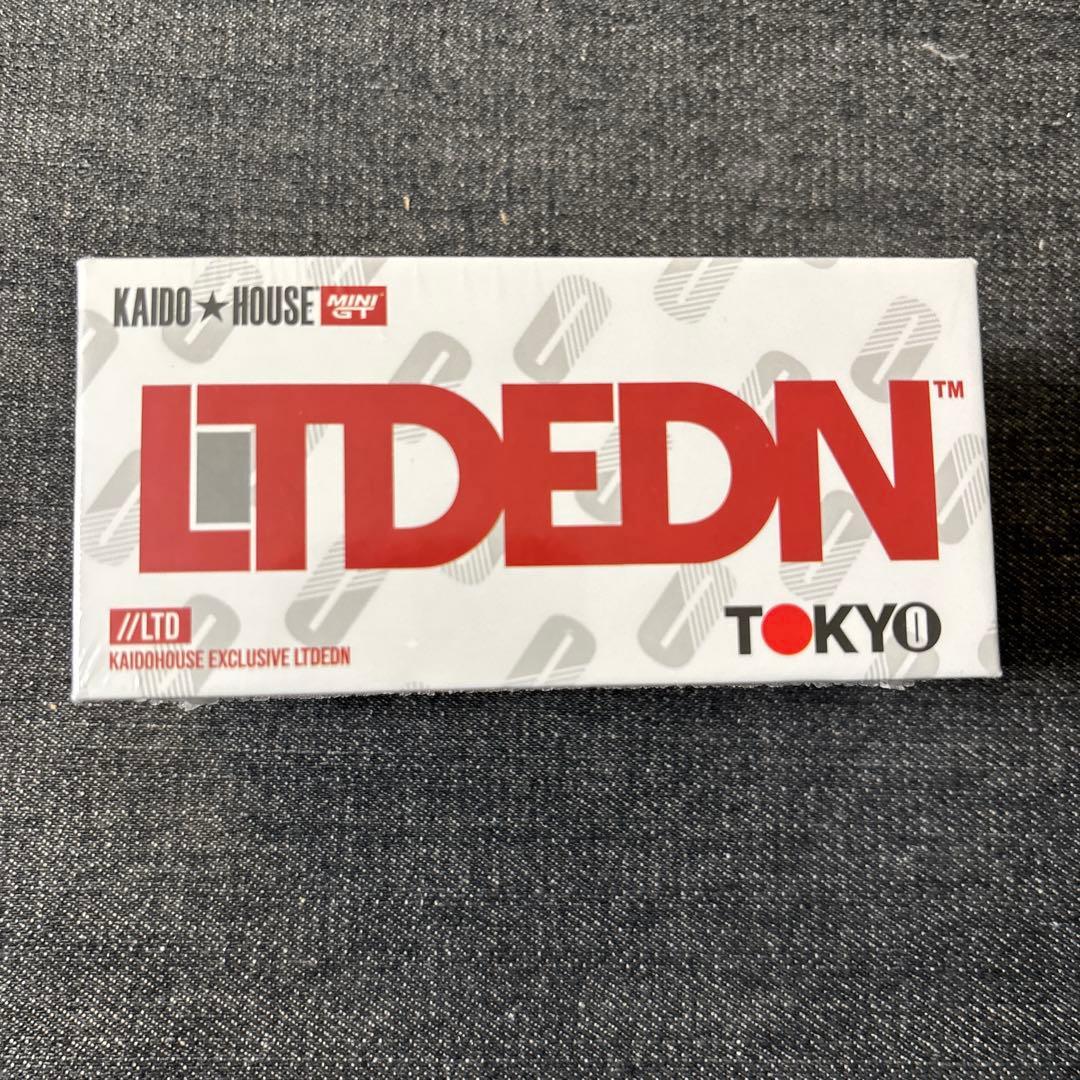 KAIDO★HOUSE MINI GT
LTDEDN™
//LTD
KAIDOHOUSE EXCLUSIVE LTDEDN
TOKYO